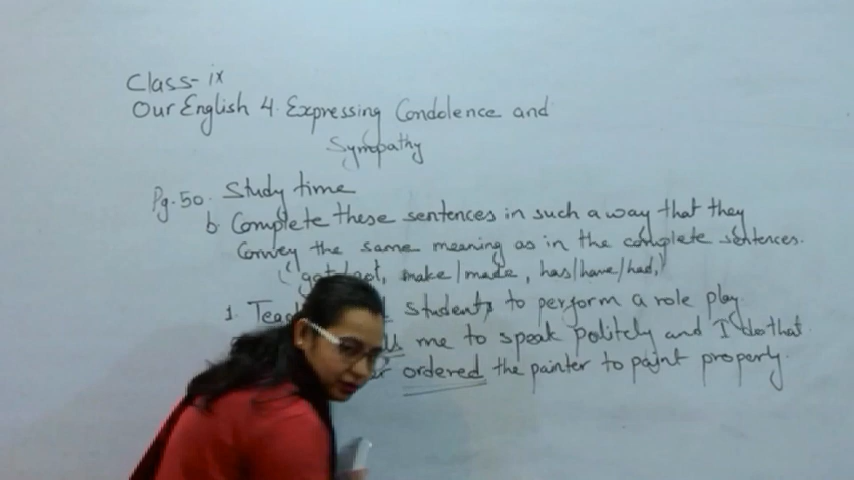 Class- ix
Our English 4. Expressing Condolence and
Sympathy
Pg. 50. Study time
b. Complete these sentences in such a way that they
Convey the same meaning as in the complete sentences.
("get/got, make/made, has/have/had,")
1. students to perform a role play.
me to speak politely and I do that.
ordered the painter to paint properly.